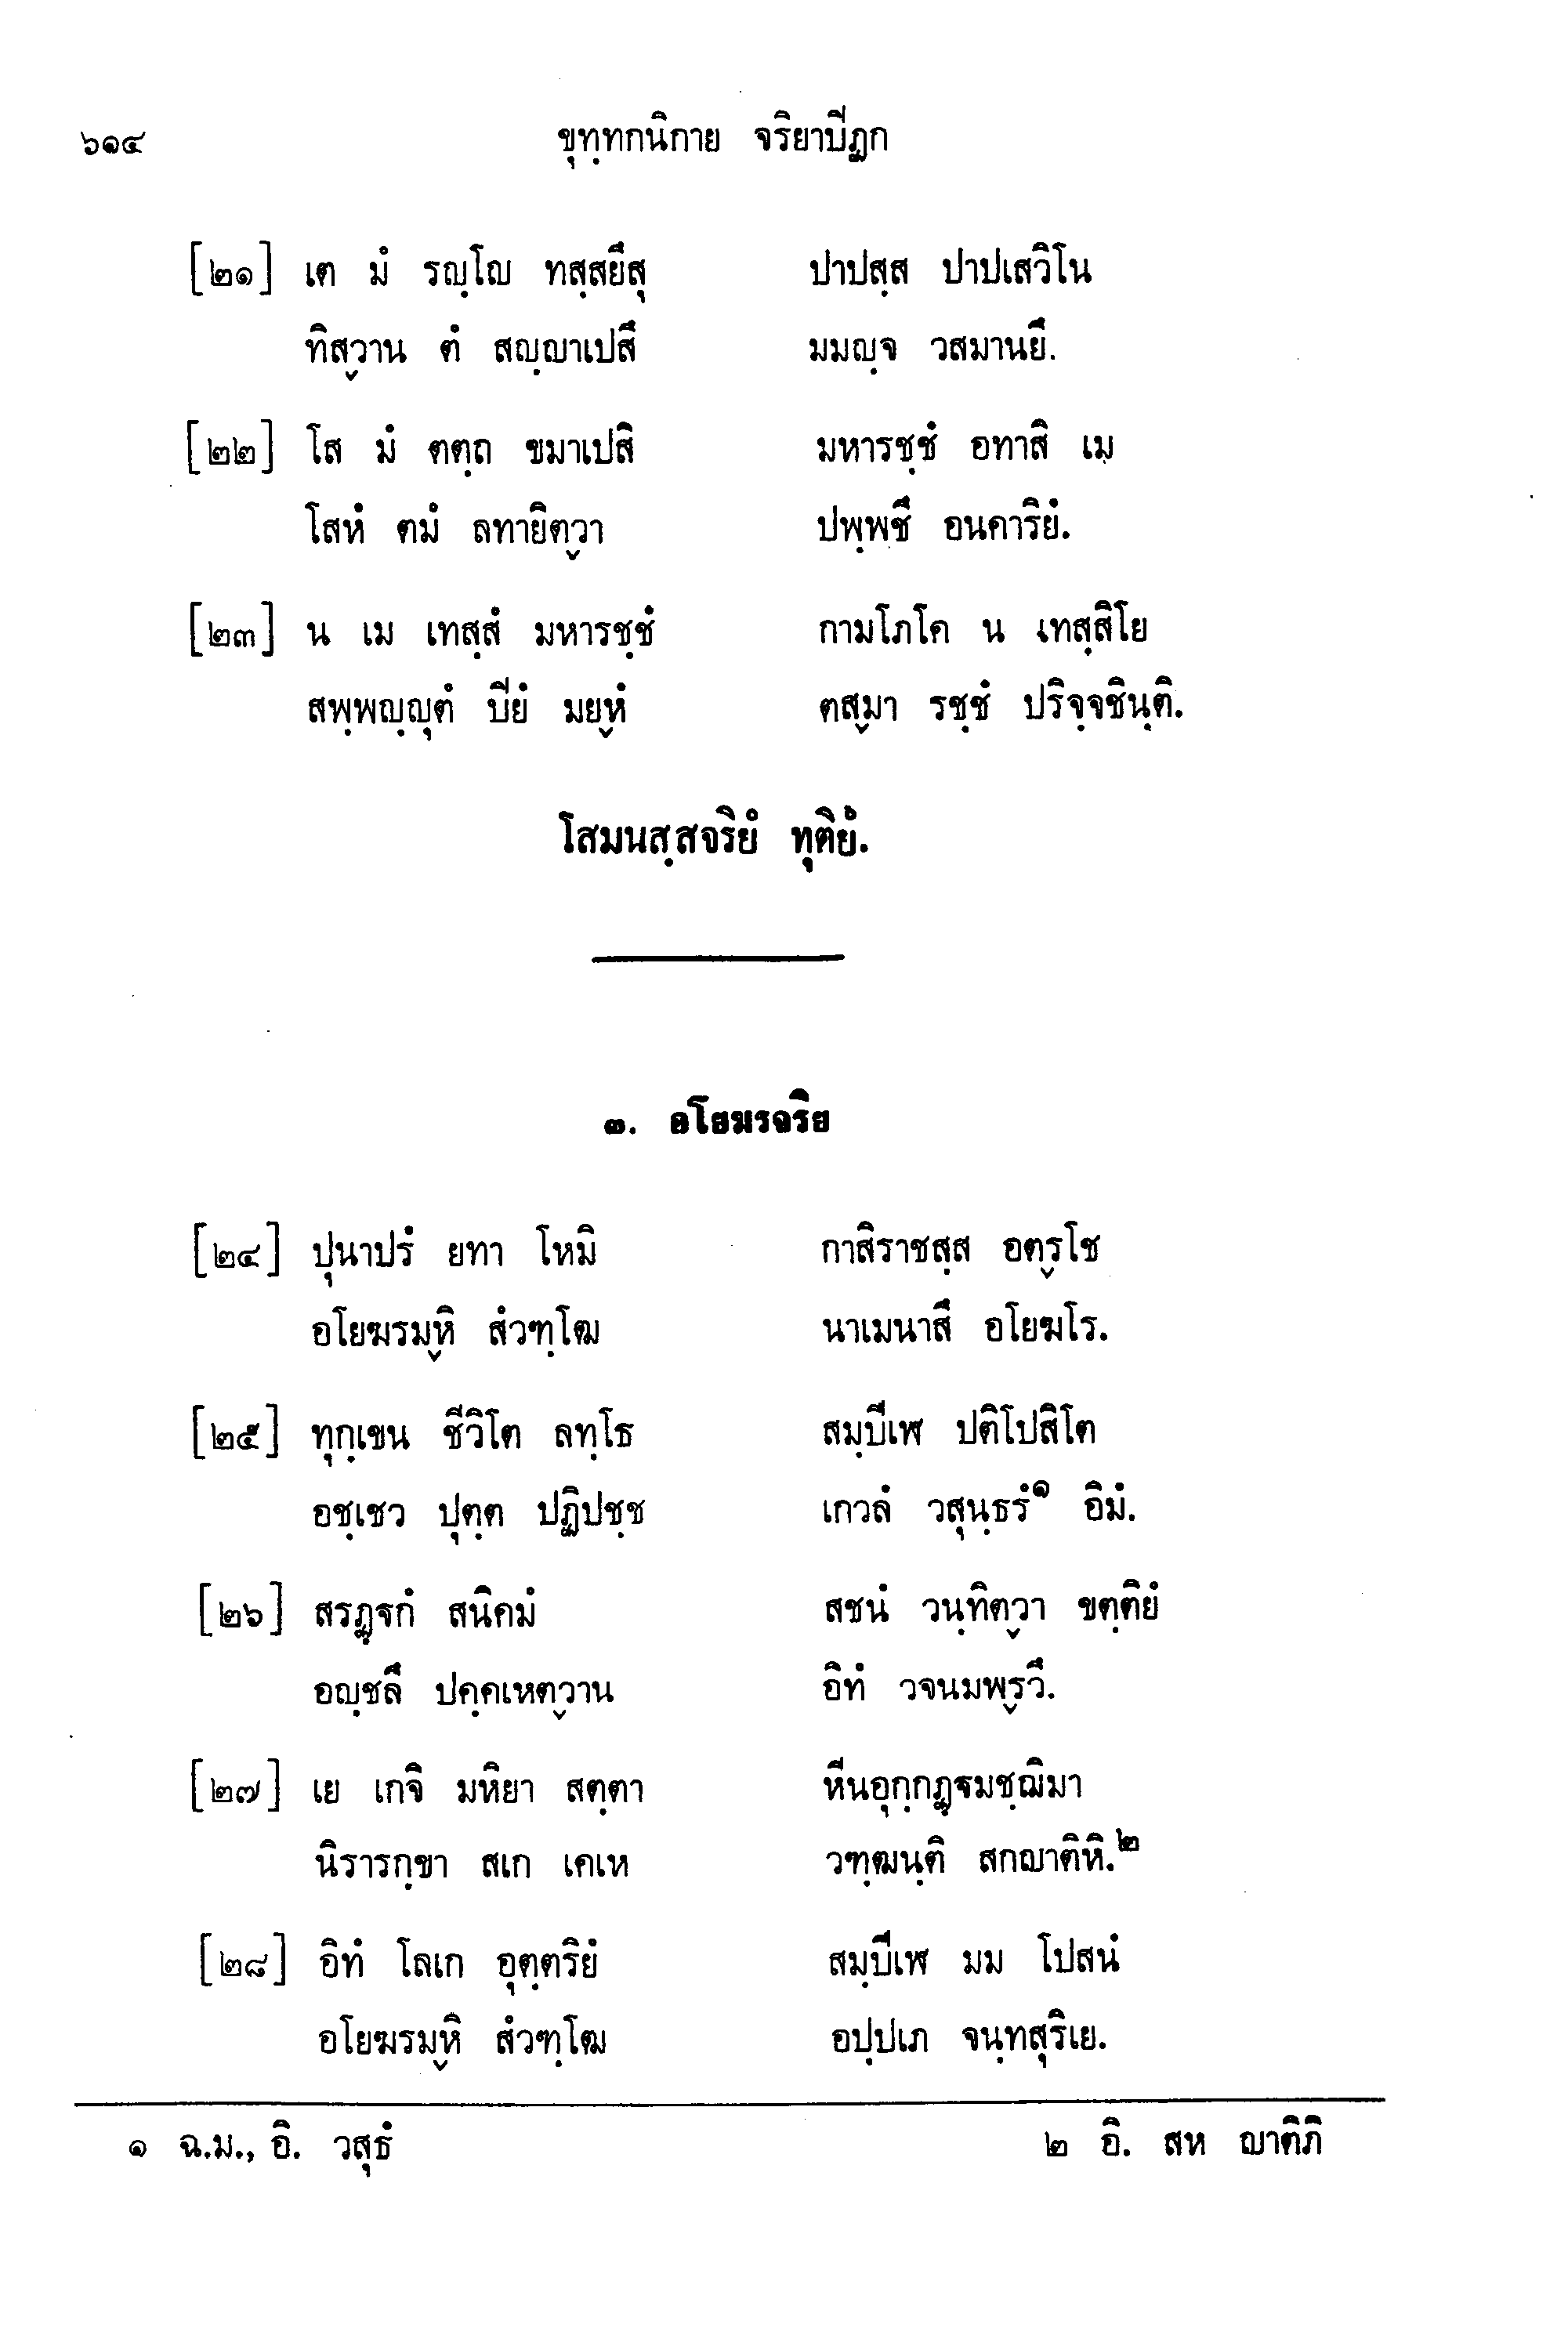 ๖๑๔ ขุทฺทกนิกาย จริยาปีฏก
[๒๑] เต มํ รญฺโญ ทสฺสยึสุ ปาปสฺส ปาปเสวิโน
ทิสฺวาน ตํ สญฺญาเปสึ มมญฺจ วสมานยึ.
[๒๒] โส มํ ตตฺถ ขมาเปสิ มหารชฺชํ อทาสิ เม
โสหํ ตมํ ลทายิตฺวา ปพฺพชึ อนคาริยํ.
[๒๓] น เม เทสฺสํ มหารชฺชํ กามโภโค น เทสฺสิโย
สพฺพญฺญุตํ ปิยํ มยฺหํ ตสฺมา รชฺชํ ปริจฺจชินฺติ.
โสมนสฺสจริยํ ทุติยํ.
๓. อโยฆรจริย
[๒๔] ปุนาปรํ ยทา โหมิ กาสิราชสฺส อตฺรโช
อโยฆรมฺหิ สํวฑฺโฒ นาเมนาสึ อโยฆโร.
[๒๕] ทุกฺเขน ชีวิโต ลทฺโธ สมฺปีเฬ ปติโปสิโต
อชฺเชว ปุตฺต ปฏิปชฺช เกวลํ วสุนฺธรํ๑ อิมํ.
[๒๖] สรฏฺฐกํ สนิคมํ สชนํ วนฺทิตฺวา ขตฺติยํ
อญฺชลึ ปคฺคเหตฺวาน อิทํ วจนมพฺรวึ.
[๒๗] เย เกจิ มหิยา สตฺตา หีนอุกฺกฏฺฐมชฺฌิมา
นิรารกฺขา สเก เคเห วฑฺฒนฺติ สกญาติหิ.๒
[๒๘] อิทํ โลเก อุตฺตริยํ สมฺปีเฬ มม โปสนํ
อโยฆรมฺหิ สํวฑฺโฒ อปฺปเภ จนฺทสุริเย.
๑ ฉ.ม., อิ. วสุธํ ๒ อิ. สห ญาติภิ